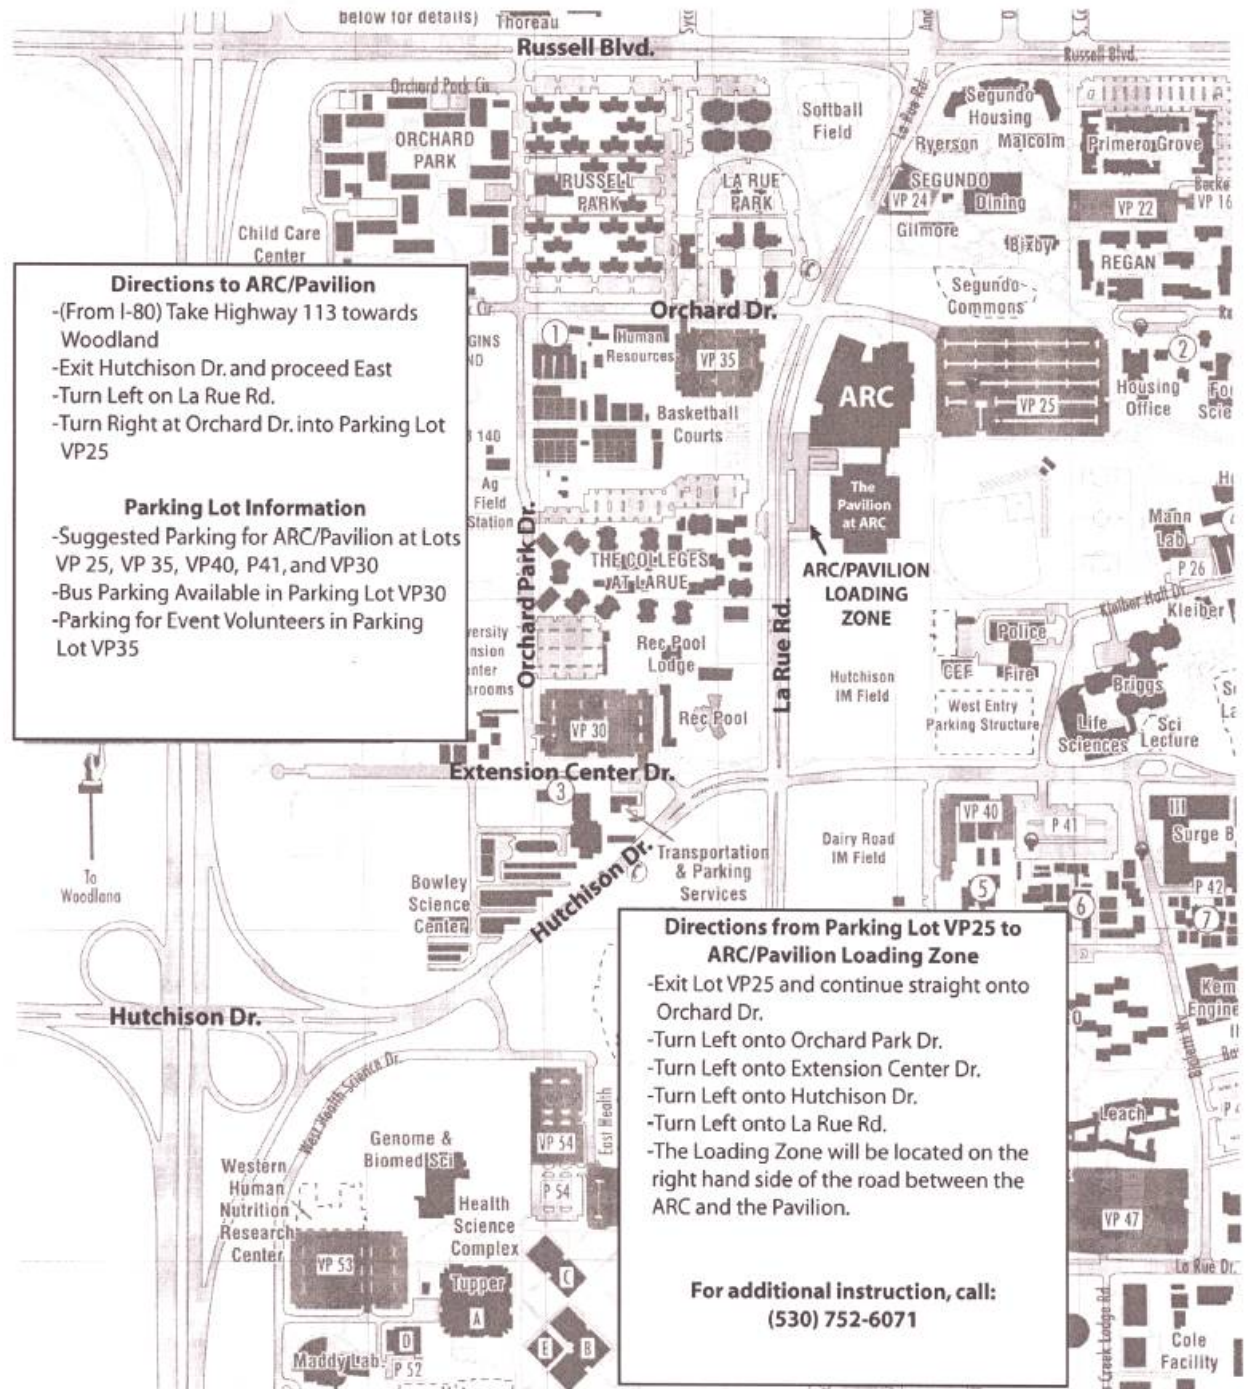 below for details)
Thoreau
Russell Blvd.
Russell Blvd.
La Rue Rd
Orchard Park Cir
ORCHARD
PARK
RUSSELL
PARK
LA RUE
PARK
Softball
Field
Segundo
Housing
Ryerson
Malcolm
Primero Grove
SEGUNDO
Dining
VP 24
Gilmore
Bixby
VP 22
VP 16
REGAN
Child Care
Center
Segundo
Commons
Directions to ARC/Pavilion
-(From I-80) Take Highway 113 towards
Woodland
-Exit Hutchison Dr. and proceed East
-Turn Left on La Rue Rd.
-Turn Right at Orchard Dr. into Parking Lot
VP25
Parking Lot Information
-Suggested Parking for ARC/Pavilion at Lots
VP 25, VP 35, VP40, P41, and VP30
-Bus Parking Available in Parking Lot VP30
-Parking for Event Volunteers in Parking
Lot VP35
Orchard Dr.
1
Human
Resources
VP 35
ARC
VP 25
2
Housing
Office
Basketball
Courts
140
Ag
Field
Station
The
Pavilion
at ARC
Mann
Lab
P 26
Orchard Park Dr.
THE COLLEGES
AT LARUE
La Rue Rd.
ARC/PAVILION
LOADING
ZONE
Kleiber Hall Dr.
Kleiber
Police
CEF
Fire
Briggs
Rec Pool
Lodge
Hutchison
IM Field
West Entry
Parking Structure
Life
Sciences
Sci
Lecture
VP 30
Rec Pool
Extension Center Dr.
3
To
Woodland
Transportation
& Parking
Services
Hutchison Dr.
Bowley
Science
Center
Dairy Road
IM Field
VP 40
P 41
Surge
P 42
5
6
7
Hutchison Dr.
West Health Science Dr.
East Health
Directions from Parking Lot VP25 to
ARC/Pavilion Loading Zone
-Exit Lot VP25 and continue straight onto
Orchard Dr.
-Turn Left onto Orchard Park Dr.
-Turn Left onto Extension Center Dr.
-Turn Left onto Hutchison Dr.
-Turn Left onto La Rue Rd.
-The Loading Zone will be located on the
right hand side of the road between the
ARC and the Pavilion.
For additional instruction, call:
(530) 752-6071
Leach
VP 47
La Rue Dr.
Creek Lodge Rd
Cole
Facility
VP 54
P 54
Genome &
Biomed Sci
Western
Human
Nutrition
Research
Center
Health
Science
Complex
VP 53
Tupper
A
C
D
E
B
Maddy Lab
P 52